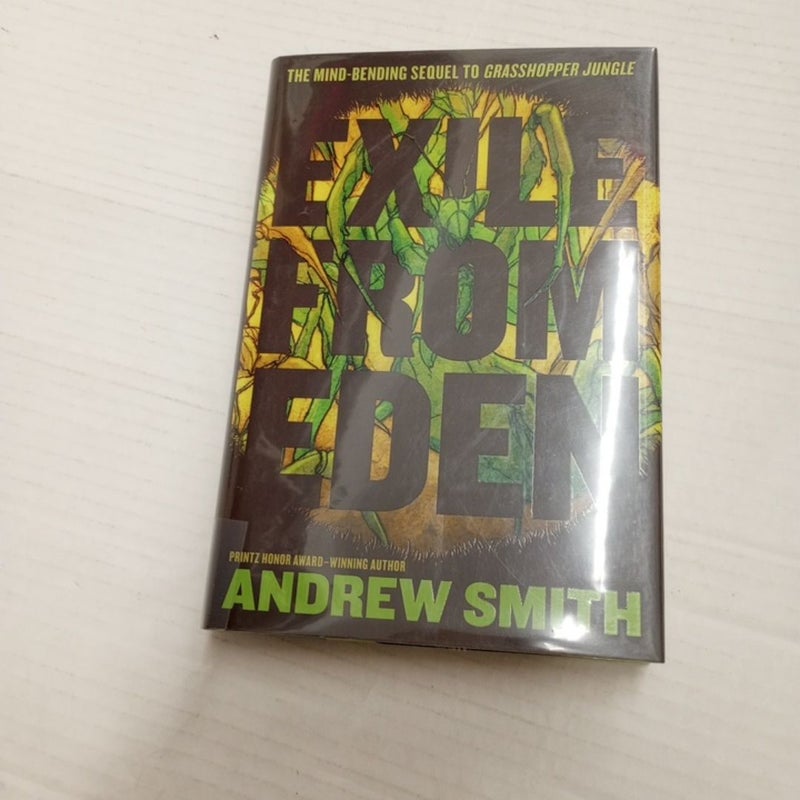 THE MIND-BENDING SEQUEL TO GRASSHOPPER JUNGLE
EXILE
FROM
EDEN
PRINTZ HONOR AWARD–WINNING AUTHOR
ANDREW SMITH